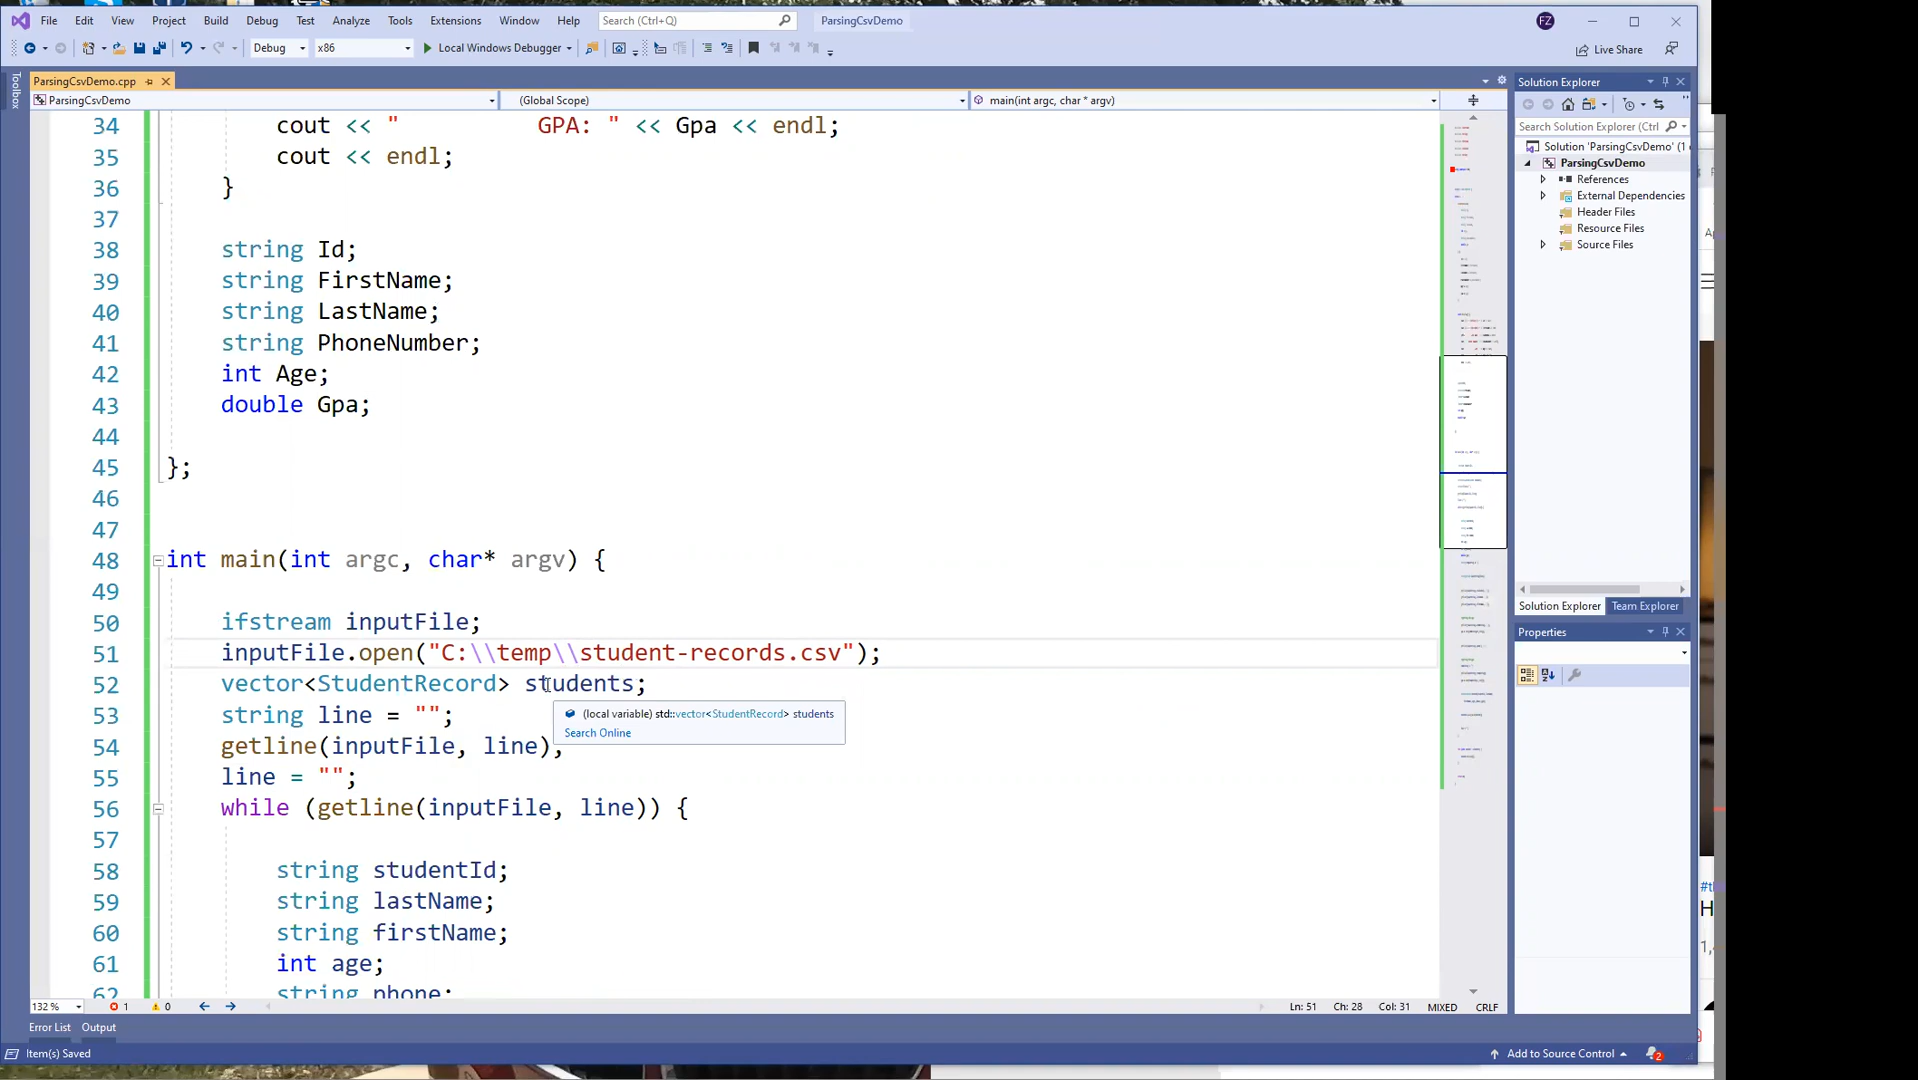 File Edit View Project Build Debug Test Analyze Tools Extensions Window Help Search (Ctrl+Q) ParsingCsvDemo FZ
Debug x86 Local Windows Debugger Live Share
Toolbox
ParsingCsvDemo.cpp
ParsingCsvDemo (Global Scope) main(int argc, char * argv)
34 cout << " GPA: " << Gpa << endl;
35 cout << endl;
36 }
37
38 string Id;
39 string FirstName;
40 string LastName;
41 string PhoneNumber;
42 int Age;
43 double Gpa;
44
45 };
46
47
48 int main(int argc, char* argv) {
49
50 ifstream inputFile;
51 inputFile.open("C:\\temp\\student-records.csv");
52 vector<StudentRecord> students;
(local variable) std::vector<StudentRecord> students
Search Online
53 string line = "";
54 getline(inputFile, line);
55 line = "";
56 while (getline(inputFile, line)) {
57
58 string studentId;
59 string lastName;
60 string firstName;
61 int age;
62 string phone;
132 % 1 0 Ln: 51 Ch: 28 Col: 31 MIXED CRLF
Error List Output
Item(s) Saved Add to Source Control 2
Solution Explorer
Search Solution Explorer (Ctrl+
Solution 'ParsingCsvDemo' (1
ParsingCsvDemo
References
External Dependencies
Header Files
Resource Files
Source Files
Solution Explorer Team Explorer
Properties